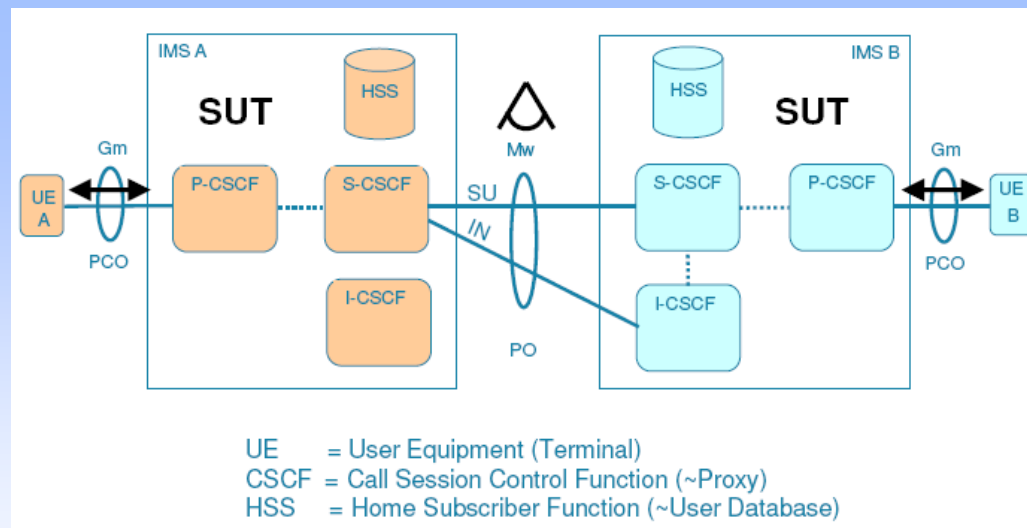 IMS A
IMS B
HSS
HSS
SUT
SUT
Mw
Gm
Gm
P-CSCF
S-CSCF
SU
S-CSCF
P-CSCF
UE
A
UE
B
IN
PCO
PCO
I-CSCF
I-CSCF
PO
UE = User Equipment (Terminal)
CSCF = Call Session Control Function (~Proxy)
HSS = Home Subscriber Function (~User Database)